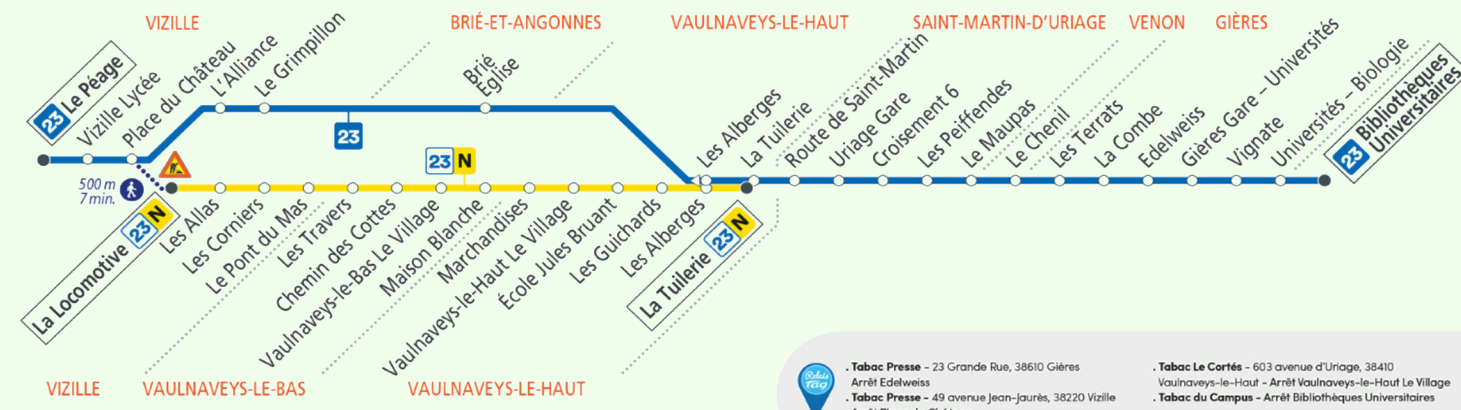 VIZILLE
BRIÉ-ET-ANGONNES
VAULNAVEYS-LE-HAUT
SAINT-MARTIN-D'URIAGE
VENON
GIÈRES
23 Le Péage
Vizille Lycée
Place du Château
L'Alliance
Le Grimpillon
Brié
Église
Les Alberges
La Tuilerie
Route de Saint-Martin
Uriage Gare
Croisement 6
Les Peiffendes
Le Maupas
Le Chenil
Les Terrats
La Combe
Edelweiss
Gières Gare – Universités
Vignate
Universités – Biologie
23 Bibliothèques
Universitaires
23
23 N
500 m
7 min.
La Locomotive 23 N
Les Allas
Les Corniers
Le Pont du Mas
Les Travers
Chemin des Cottes
Vaulnaveys-le-Bas Le Village
Maison Blanche
Marchandises
Vaulnaveys-le-Haut Le Village
École Jules Bruant
Les Guichards
Les Alberges
La Tuilerie 23 N
VIZILLE
VAULNAVEYS-LE-BAS
VAULNAVEYS-LE-HAUT
Relais
Tag
. Tabac Presse - 23 Grande Rue, 38610 Gières
Arrêt Edelweiss
. Tabac Presse - 49 avenue Jean-Jaurès, 38220 Vizille
. Tabac Le Cortés - 603 avenue d'Uriage, 38410
Vaulnaveys-le-Haut - Arrêt Vaulnaveys-le-Haut Le Village
. Tabac du Campus - Arrêt Bibliothèques Universitaires